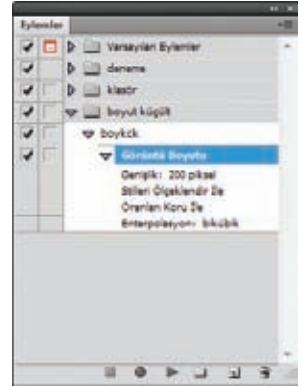 Eylemler
Varsayılan Eylemler
deneme
klasör
boyut küçült
boykck
Görüntü Boyutu
Genişlik: 200 piksel
Stilleri Ölçeklendir İle
Oranları Koru İle
Enterpolasyon: bikübik